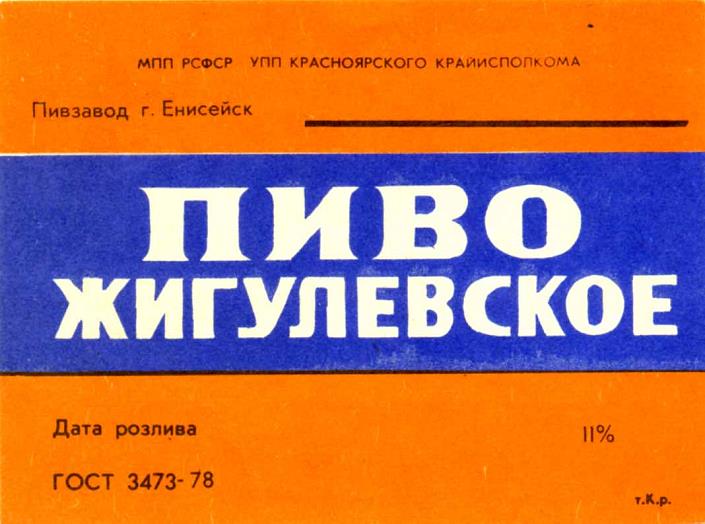 МПП РСФСР УПП КРАСНОЯРСКОГО КРАЙИСПОЛКОМА
Пивзавод г. Енисейск
ПИВО
ЖИГУЛЕВСКОЕ
Дата розлива 11%
ГОСТ 3473-78
т.К.р.